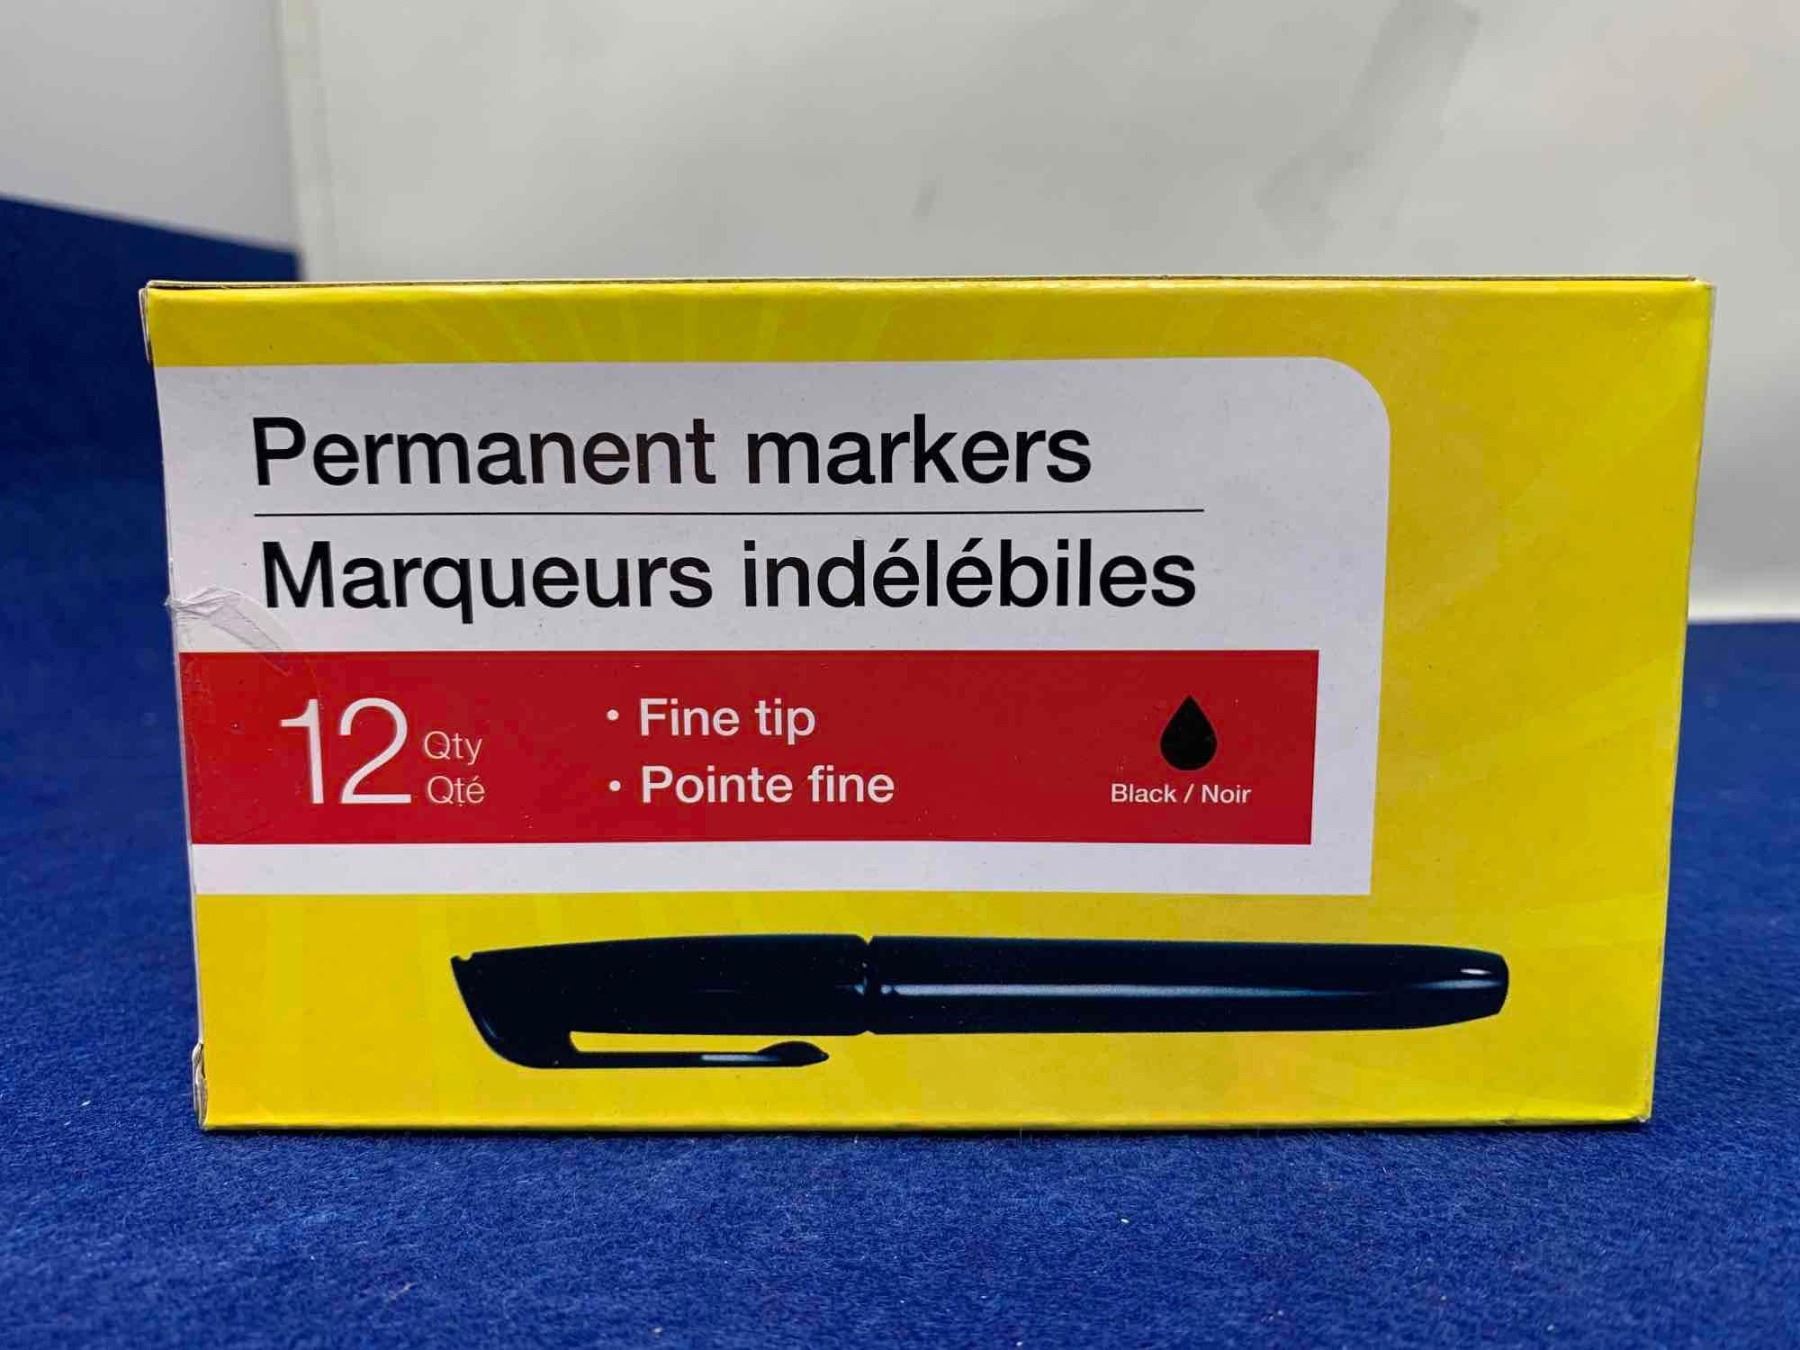 Permanent markers
Marqueurs indélébiles
12 Qty
Qté
• Fine tip
• Pointe fine
Black / Noir